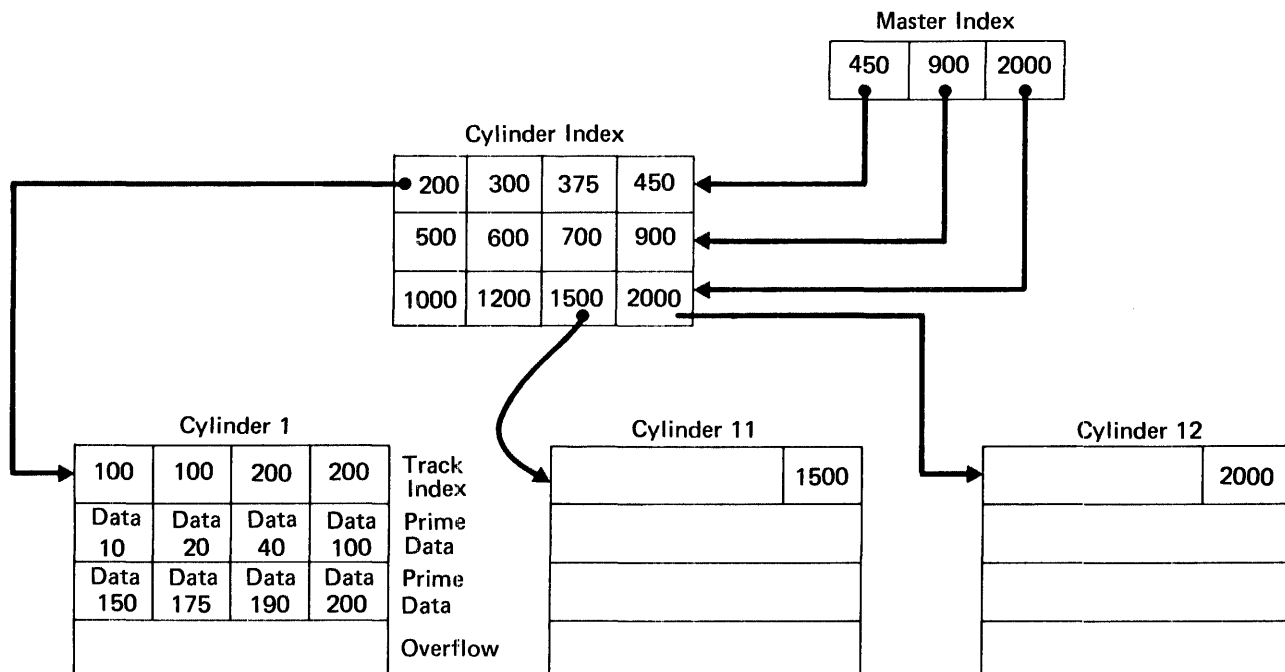 Master Index
450 900 2000
Cylinder Index
200 300 375 450
500 600 700 900
1000 1200 1500 2000
Cylinder 1
100 100 200 200
Track
Index
Data Data Data Data
10 20 40 100
Prime
Data
Data Data Data Data
150 175 190 200
Prime
Data
Overflow
Cylinder 11
1500
Cylinder 12
2000